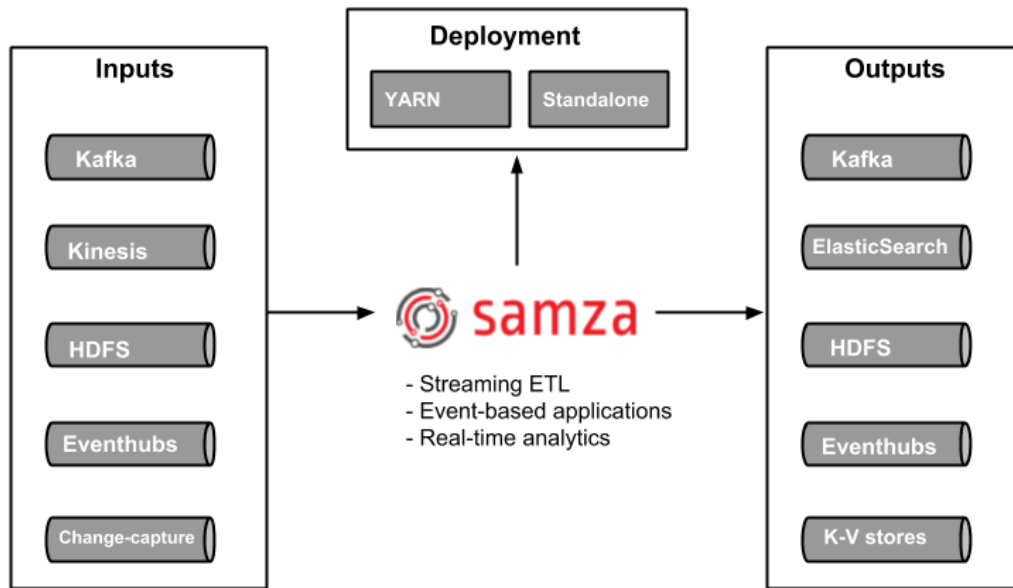 Inputs
Kafka
Kinesis
HDFS
Eventhubs
Change-capture
Deployment
YARN
Standalone
samza
- Streaming ETL
- Event-based applications
- Real-time analytics
Outputs
Kafka
ElasticSearch
HDFS
Eventhubs
K-V stores